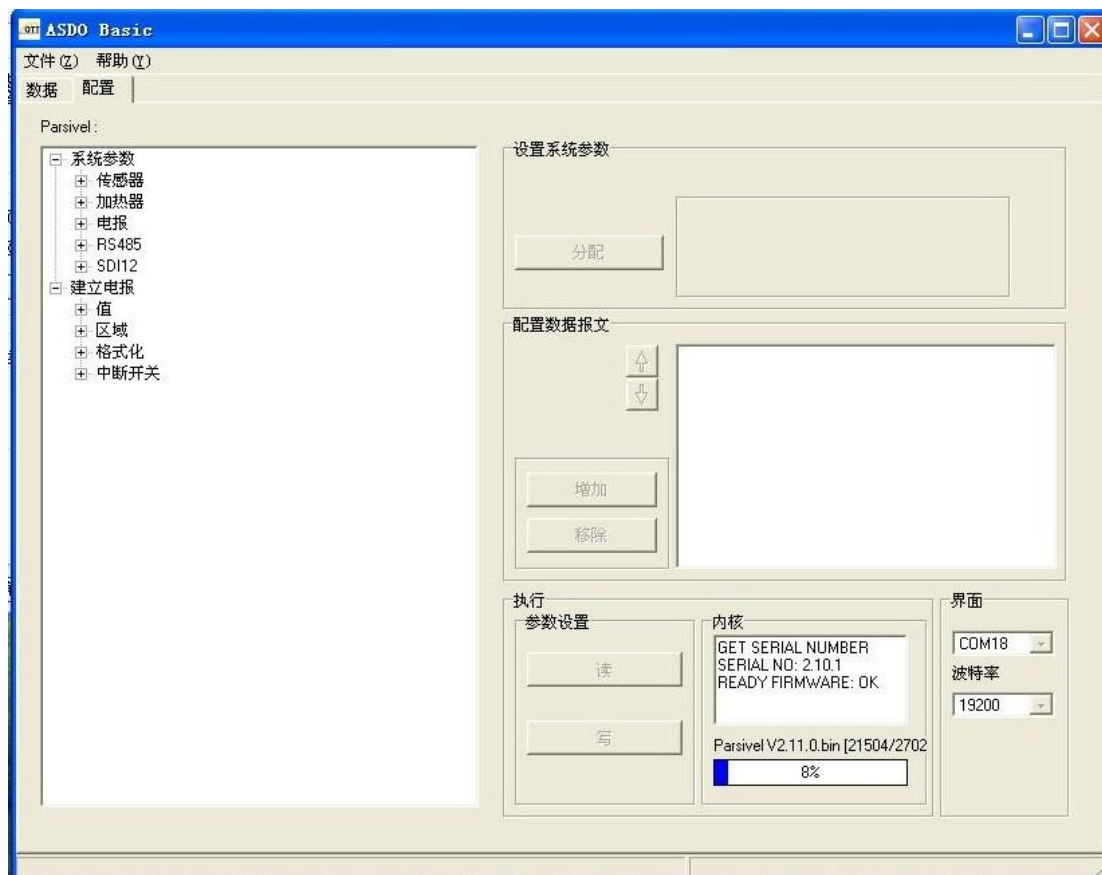 OTT ASDO Basic
文件(Z) 帮助(Y)
数据 配置
Parsivel :
系统参数
传感器
加热器
电报
RS485
SDI12
建立电报
值
区域
格式化
中断开关
设置系统参数
分配
配置数据报文
增加
移除
执行
参数设置
读
写
内核
GET SERIAL NUMBER
SERIAL NO: 2.10.1
READY FIRMWARE: OK
Parsivel V2.11.0.bin [21504/2702
8%
界面
COM18
波特率
19200